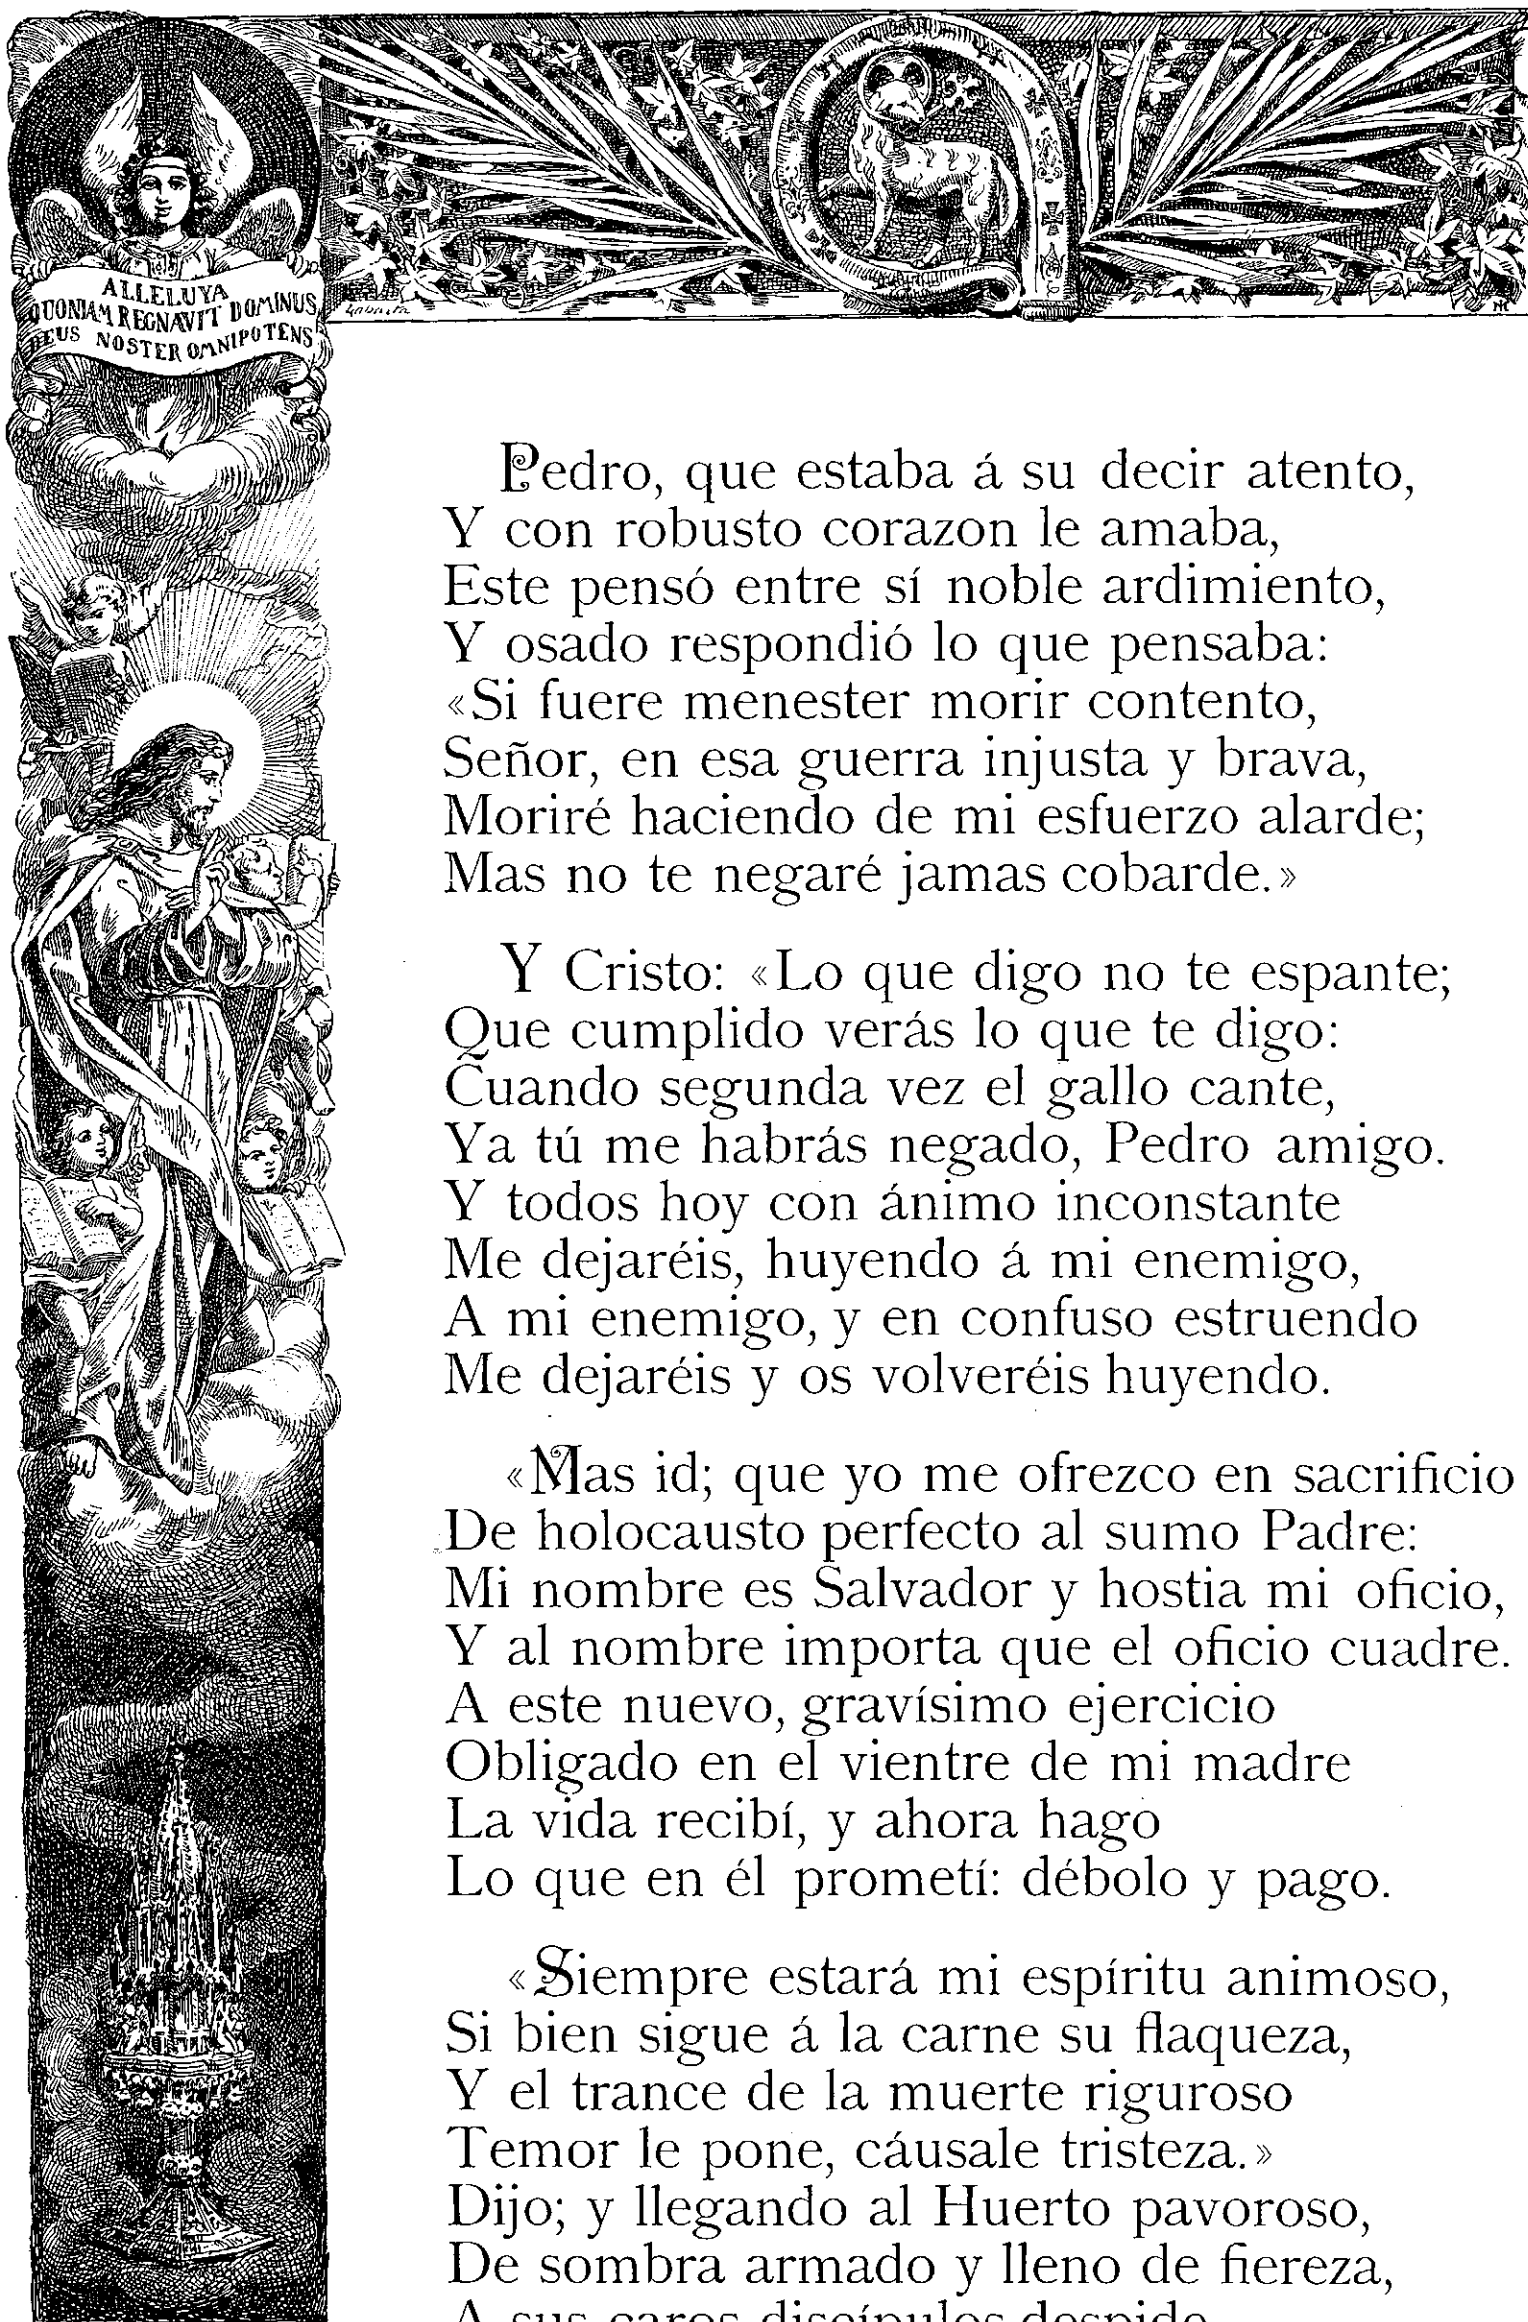 ALLELUYA
QUONIAM REGNAVIT DOMINUS
DEUS NOSTER OMNIPOTENS
Pedro, que estaba á su decir atento,
Y con robusto corazon le amaba,
Este pensó entre sí noble ardimiento,
Y osado respondió lo que pensaba:
«Si fuere menester morir contento,
Señor, en esa guerra injusta y brava,
Moriré haciendo de mi esfuerzo alarde;
Mas no te negaré jamas cobarde.»
Y Cristo: «Lo que digo no te espante;
Que cumplido verás lo que te digo:
Cuando segunda vez el gallo cante,
Ya tú me habrás negado, Pedro amigo.
Y todos hoy con ánimo inconstante
Me dejaréis, huyendo á mi enemigo,
A mi enemigo, y en confuso estruendo
Me dejaréis y os volveréis huyendo.
«Mas id; que yo me ofrezco en sacrificio
De holocausto perfecto al sumo Padre:
Mi nombre es Salvador y hostia mi oficio,
Y al nombre importa que el oficio cuadre.
A este nuevo, gravísimo ejercicio
Obligado en el vientre de mi madre
La vida recibí, y ahora hago
Lo que en él prometí: débolo y pago.
«Siempre estará mi espíritu animoso,
Si bien sigue á la carne su flaqueza,
Y el trance de la muerte riguroso
Temor le pone, cáusale tristeza.»
Dijo; y llegando al Huerto pavoroso,
De sombra armado y lleno de fiereza,
A sus caros discípulos despide